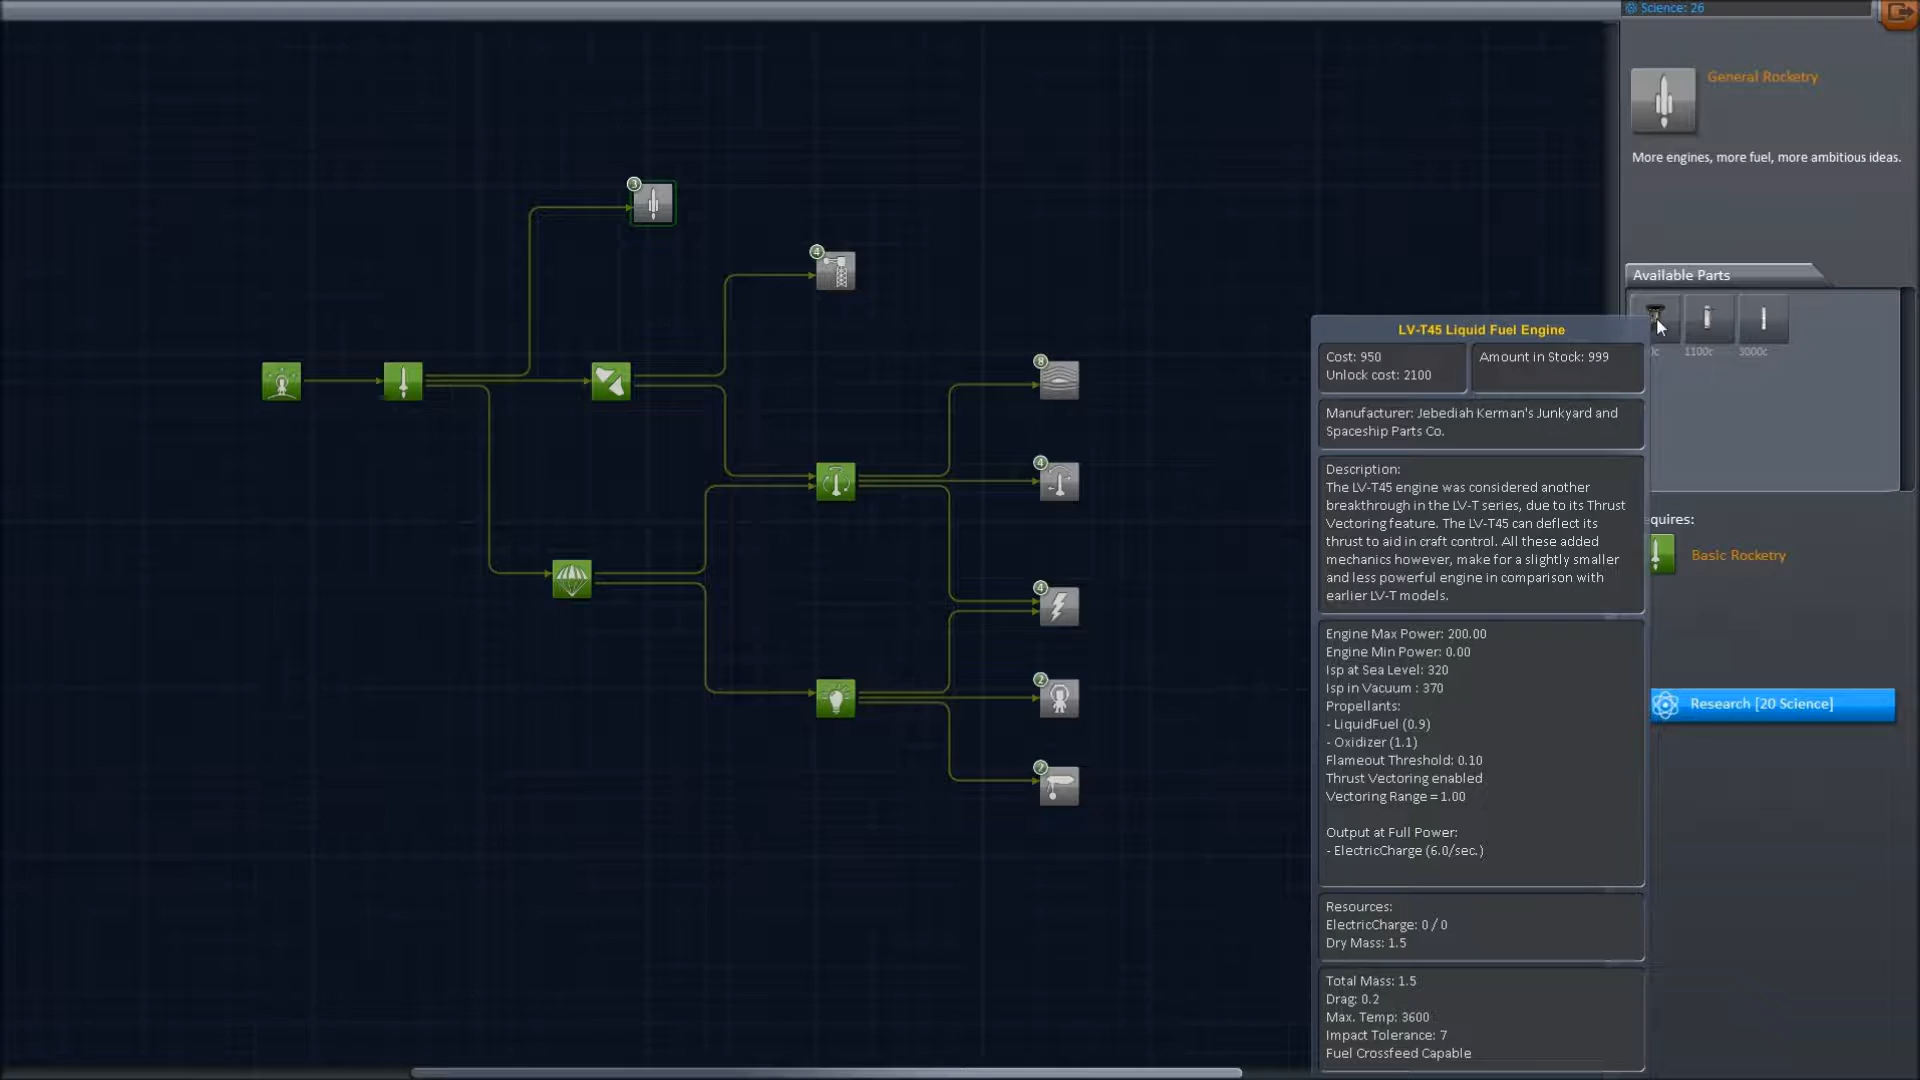 Science: 26
General Rocketry
More engines, more fuel, more ambitious ideas.
3
4
Available Parts
1100c
3000c
LV-T45 Liquid Fuel Engine
Cost: 950
Unlock cost: 2100
Amount in Stock: 999
Manufacturer: Jebediah Kerman's Junkyard and
Spaceship Parts Co.
8
Description:
The LV-T45 engine was considered another
breakthrough in the LV-T series, due to its Thrust
Vectoring feature. The LV-T45 can deflect its
thrust to aid in craft control. All these added
mechanics however, make for a slightly smaller
and less powerful engine in comparison with
earlier LV-T models.
4
quires:
Basic Rocketry
4
Engine Max Power: 200.00
Engine Min Power: 0.00
Isp at Sea Level: 320
Isp in Vacuum : 370
Propellants:
- LiquidFuel (0.9)
- Oxidizer (1.1)
Flameout Threshold: 0.10
Thrust Vectoring enabled
Vectoring Range = 1.00
Output at Full Power:
- ElectricCharge (6.0/sec.)
2
Research [20 Science]
Resources:
ElectricCharge: 0 / 0
Dry Mass: 1.5
Total Mass: 1.5
Drag: 0.2
Max. Temp: 3600
Impact Tolerance: 7
Fuel Crossfeed Capable